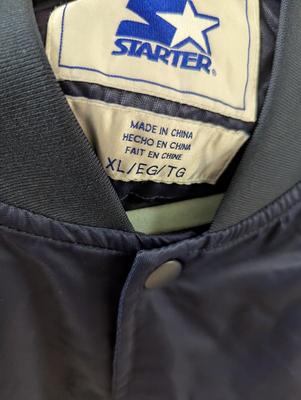 STARTER®
MADE IN CHINA
HECHO EN CHINA
FAIT EN CHINE
XL/EG/TG